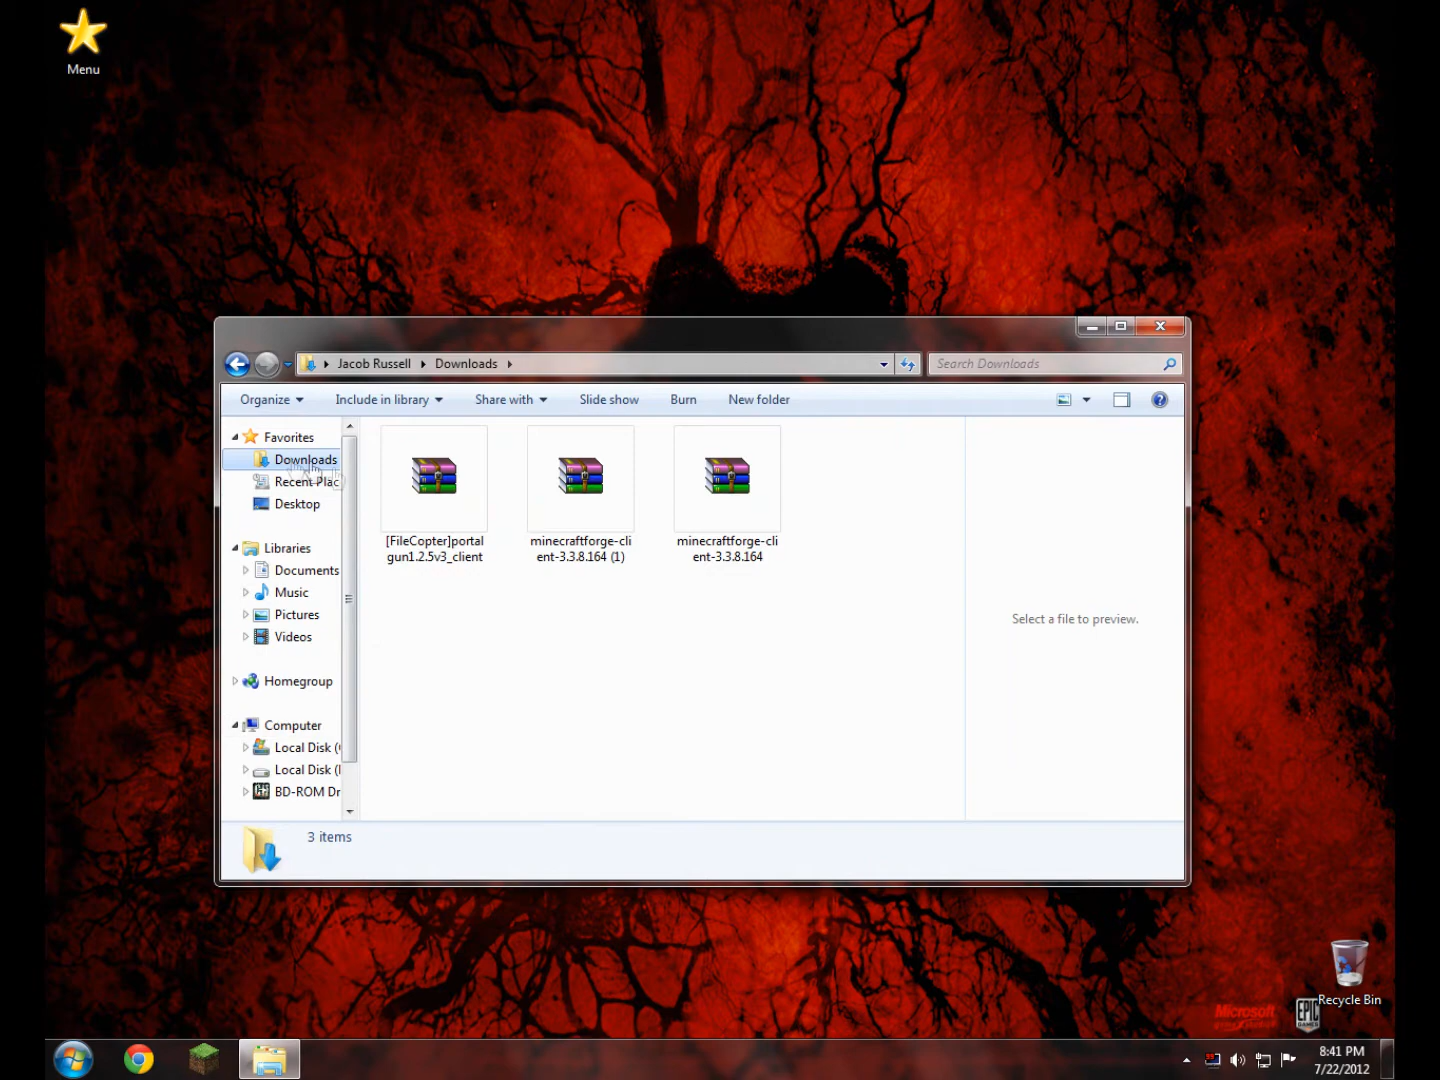 Menu
Jacob Russell
Downloads
Search Downloads
Organize
Include in library
Share with
Slide show
Burn
New folder
Favorites
Downloads
Recent Plac
Desktop
Libraries
Documents
Music
Pictures
Videos
Homegroup
Computer
Local Disk (
Local Disk (
BD-ROM Dr
[FileCopter]portal
gun1.2.5v3_client
minecraftforge-cli
ent-3.3.8.164 (1)
minecraftforge-cli
ent-3.3.8.164
Select a file to preview.
3 items
Microsoft
EPIC
GAMES
Recycle Bin
8:41 PM
7/22/2012